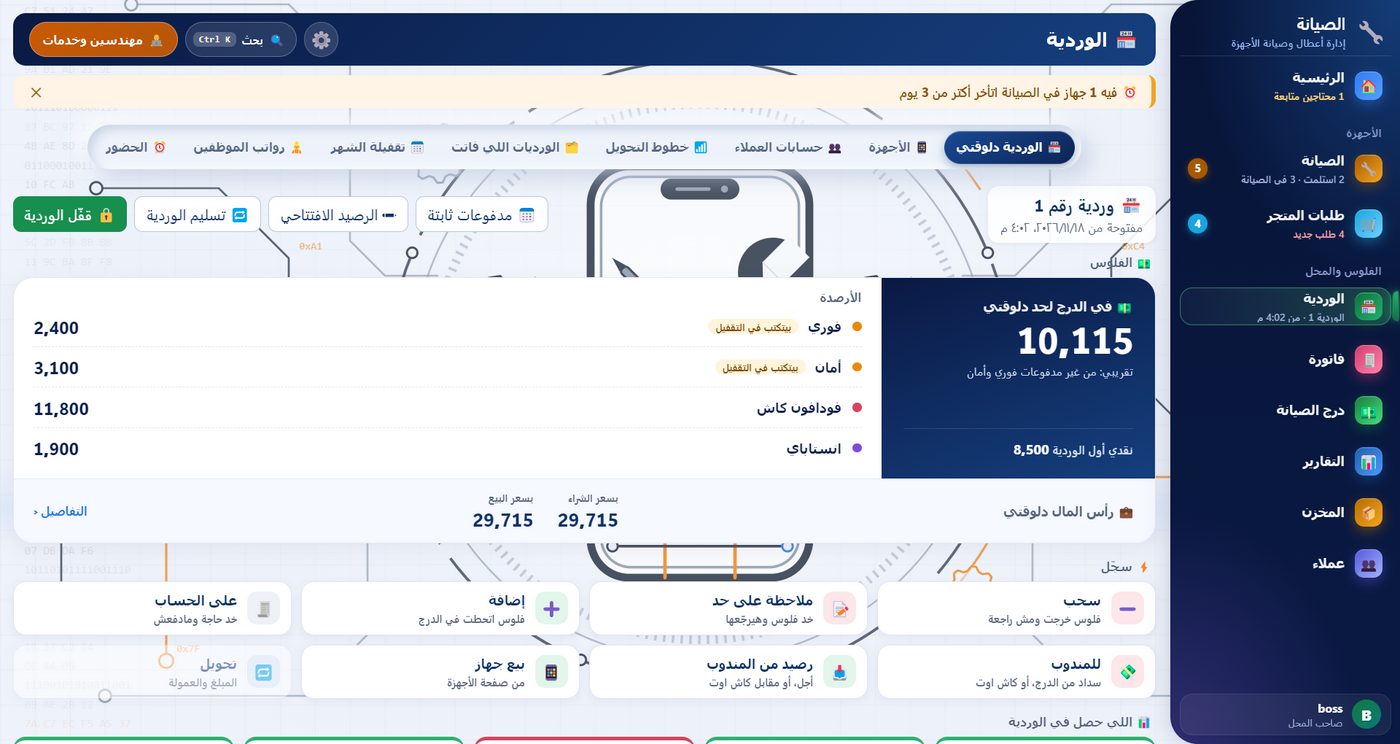 الصيانة
إدارة أعطال وصيانة الأجهزة
الرئيسية
1 محتاجين متابعة
الأجهزة
الصيانة
2 استلمت · 3 في الصيانة
5
طلبات المتجر
4 طلب جديد
4
الفلوس والمحل
الوردية
الوردية 1 · من 4:02 م
فاتورة
درج الصيانة
التقارير
المخزن
عملاء
B
boss
صاحب المحل
الوردية
بحث Ctrl K
مهندسين وخدمات
فيه 1 جهاز في الصيانة اتأخر أكتر من 3 يوم
الوردية دلوقتي
الأجهزة
حسابات العملاء
خطوط التحويل
الورديات اللي فاتت
تقفيلة الشهر
رواتب الموظفين
الحضور
وردية رقم 1
مفتوحة من ٢٠٢٦/١١/١٨، ٤:٠٢ م
مدفوعات ثابتة
الرصيد الافتتاحي
تسليم الوردية
قفّل الوردية
0xA1
0xC4
الفلوس
في الدرج لحد دلوقتي
10,115
تقريبي: من غير مدفوعات فوري وأمان
نقدي أول الوردية 8,500
الأرصدة
فوري بيتكتب في التقفيل 2,400
أمان بيتكتب في التقفيل 3,100
فودافون كاش 11,800
انستاباي 1,900
رأس المال دلوقتي
بسعر الشراء
29,715
بسعر البيع
29,715
التفاصيل ‹
سجّل
سحب
فلوس خرجت ومش راجعة
ملاحظة على حد
خد فلوس وهيرجّعها
إضافة
فلوس اتحطت في الدرج
على الحساب
خد حاجة ومادفعش
للمندوب
سداد من الدرج، أو كاش اوت
رصيد من المندوب
أجل، أو مقابل كاش اوت
بيع جهاز
من صفحة الأجهزة
تحويل
المبلغ والعمولة
0x7F
اللي حصل في الوردية